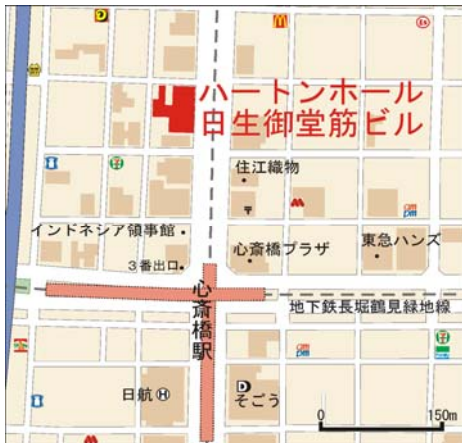 ハートンホール
日生御堂筋ビル
住江織物
〒
インドネシア領事館
心斎橋プラザ
東急ハンズ
3番出口
心斎橋駅
地下鉄長堀鶴見緑地線
日航 H
D
そごう
0 150m